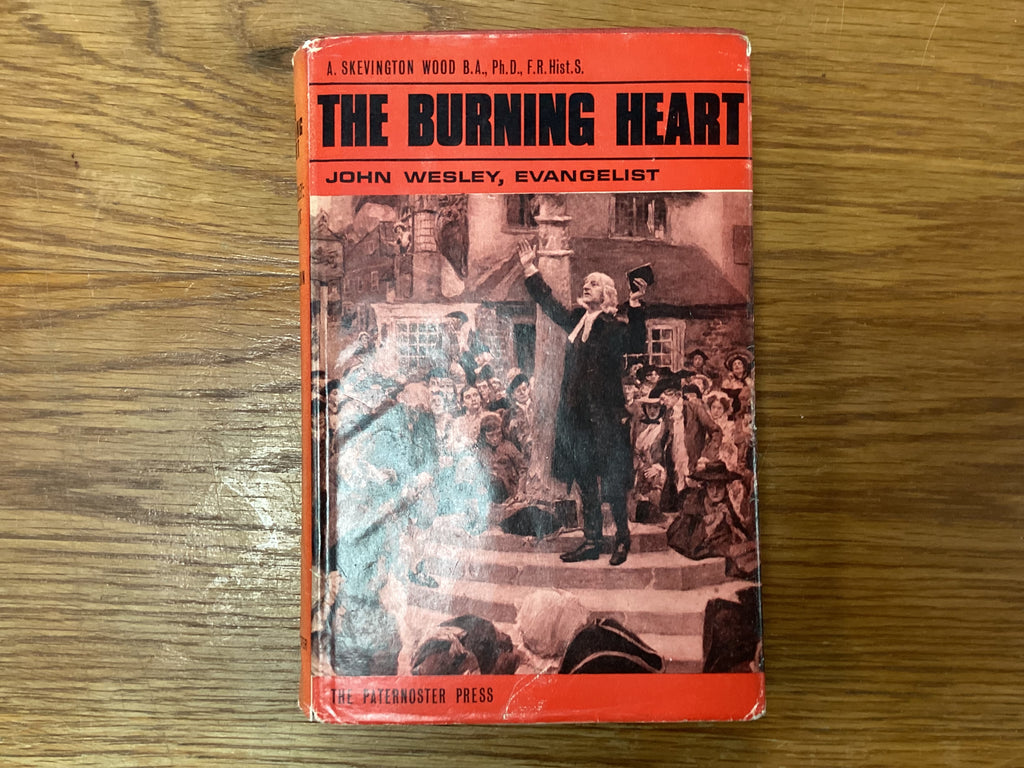 A. SKEVINGTON WOOD B.A., Ph.D., F.R.Hist.S.
THE BURNING HEART
JOHN WESLEY, EVANGELIST
THE PATERNOSTER PRESS